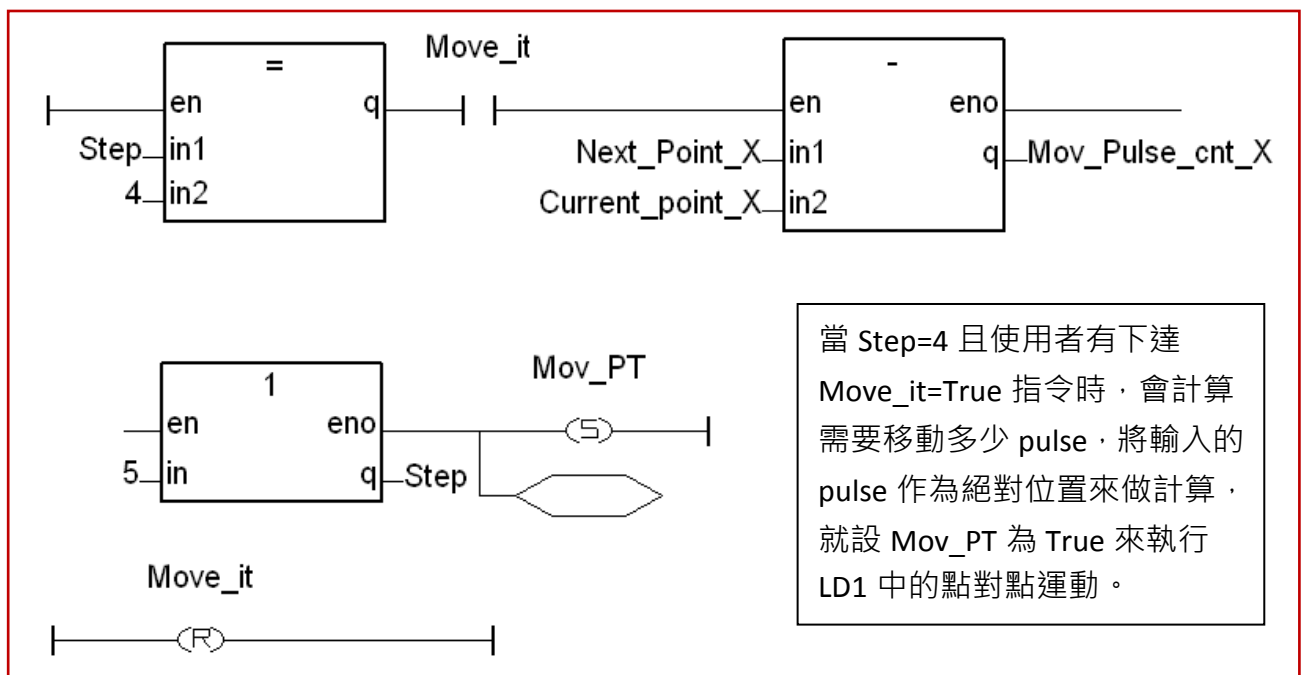 =
Move_it
-
en q
en eno
Step in1
Next_Point_X in1 q Mov_Pulse_cnt_X
4 in2
Current_point_X in2
1
Mov_PT
en eno
S
5 in q Step
Move_it
R
當 Step=4 且使用者有下達
Move_it=True 指令時，會計算
需要移動多少 pulse，將輸入的
pulse 作為絕對位置來做計算，
就設 Mov_PT 為 True 來執行
LD1 中的點對點運動。